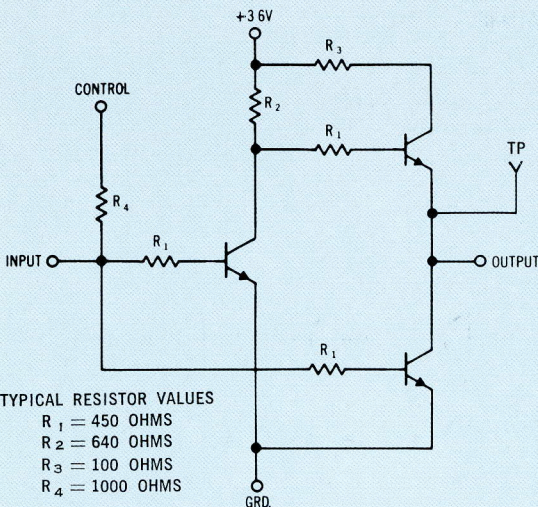 +3 6V
R3
CONTROL
R2
R1
TP
R4
INPUT
R1
OUTPUT
R1
TYPICAL RESISTOR VALUES
R1 = 450 OHMS
R2 = 640 OHMS
R3 = 100 OHMS
R4 = 1000 OHMS
GRD.